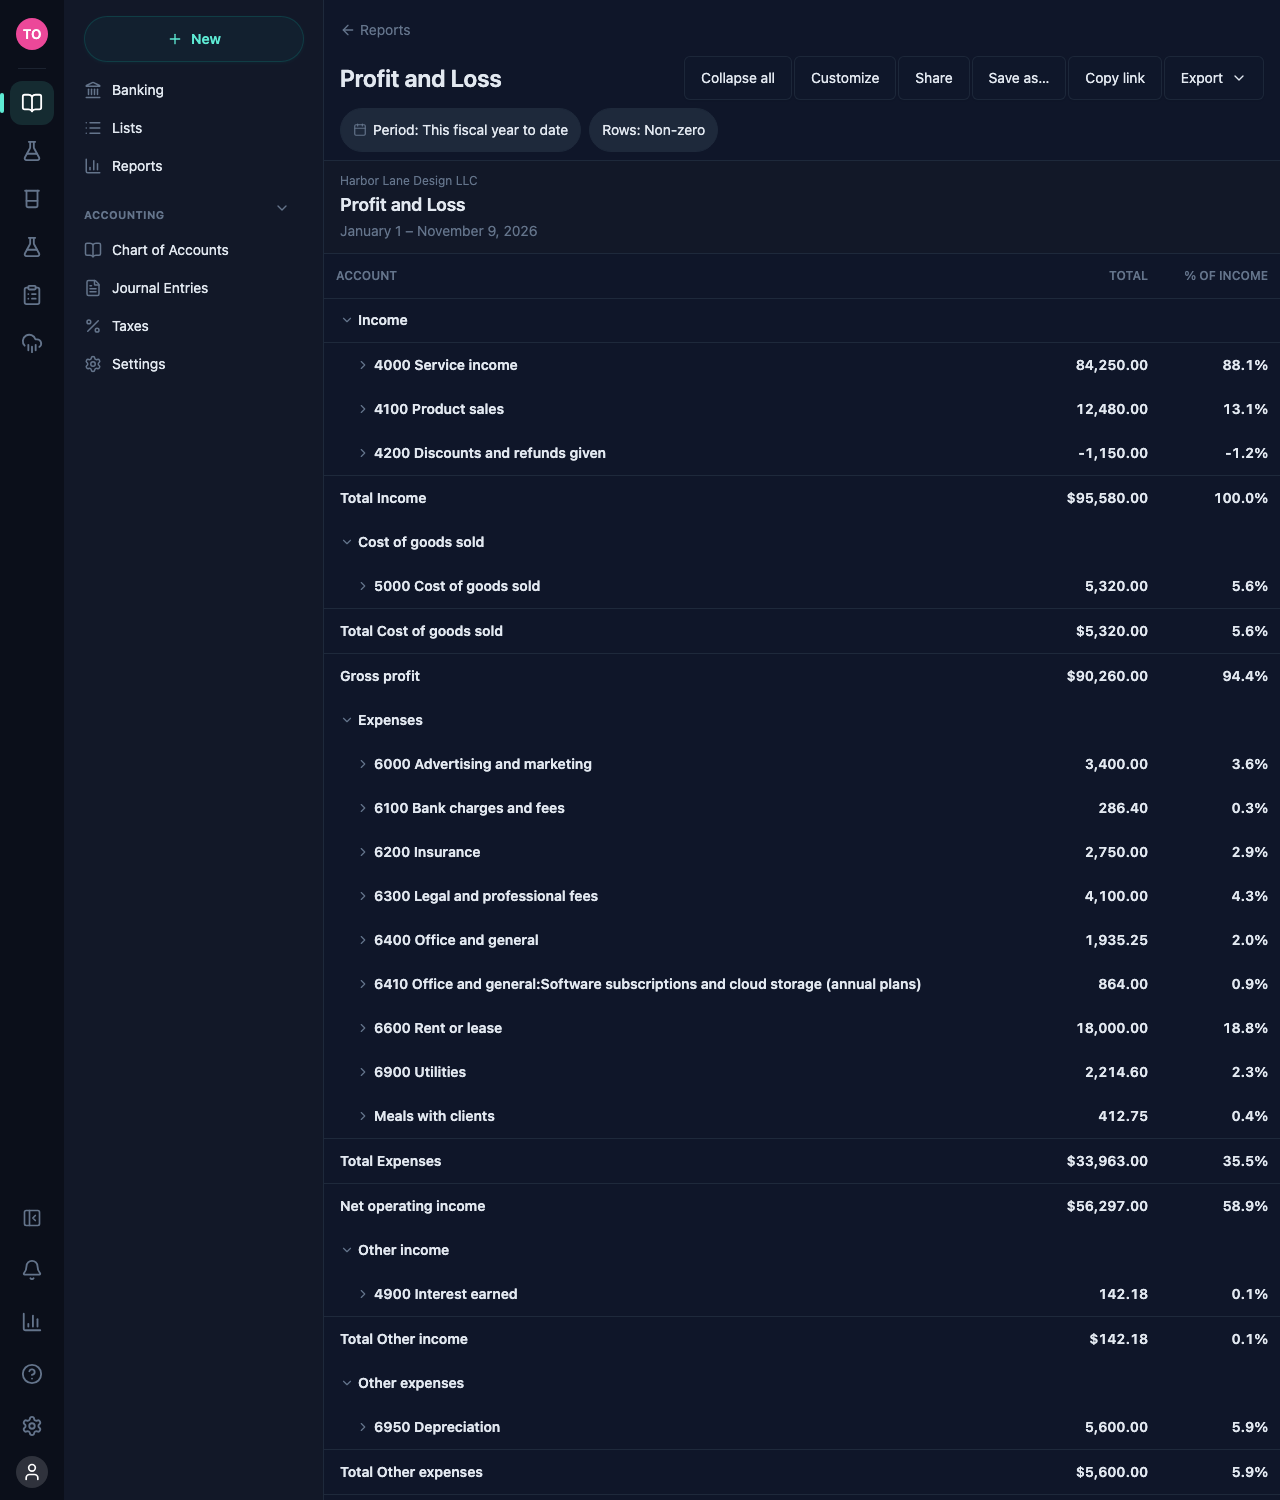 TO
+ New
Banking
Lists
Reports
ACCOUNTING
Chart of Accounts
Journal Entries
Taxes
Settings
← Reports
Profit and Loss
Collapse all
Customize
Share
Save as...
Copy link
Export
Period: This fiscal year to date
Rows: Non-zero
Harbor Lane Design LLC
Profit and Loss
January 1 – November 9, 2026
ACCOUNT TOTAL % OF INCOME
Income
4000 Service income 84,250.00 88.1%
4100 Product sales 12,480.00 13.1%
4200 Discounts and refunds given -1,150.00 -1.2%
Total Income $95,580.00 100.0%
Cost of goods sold
5000 Cost of goods sold 5,320.00 5.6%
Total Cost of goods sold $5,320.00 5.6%
Gross profit $90,260.00 94.4%
Expenses
6000 Advertising and marketing 3,400.00 3.6%
6100 Bank charges and fees 286.40 0.3%
6200 Insurance 2,750.00 2.9%
6300 Legal and professional fees 4,100.00 4.3%
6400 Office and general 1,935.25 2.0%
6410 Office and general:Software subscriptions and cloud storage (annual plans) 864.00 0.9%
6600 Rent or lease 18,000.00 18.8%
6900 Utilities 2,214.60 2.3%
Meals with clients 412.75 0.4%
Total Expenses $33,963.00 35.5%
Net operating income $56,297.00 58.9%
Other income
4900 Interest earned 142.18 0.1%
Total Other income $142.18 0.1%
Other expenses
6950 Depreciation 5,600.00 5.9%
Total Other expenses $5,600.00 5.9%